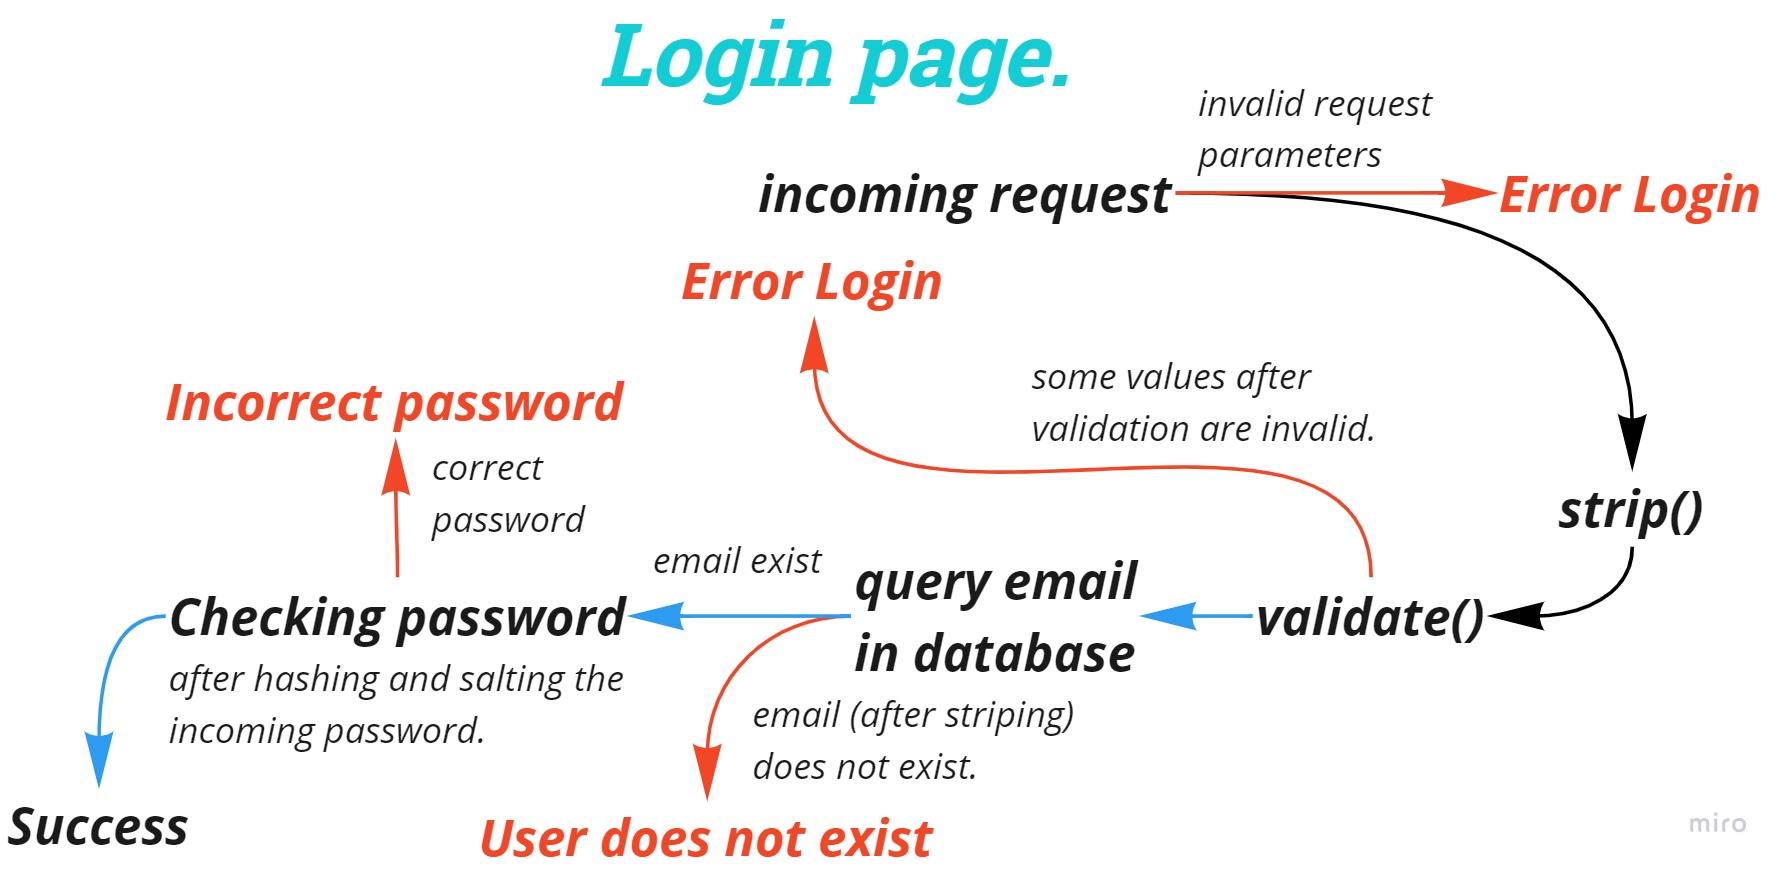 Login page.
invalid request
parameters
incoming request
Error Login
Error Login
some values after
validation are invalid.
Incorrect password
correct
password
strip()
email exist
query email
in database
validate()
Checking password
after hashing and salting the
incoming password.
email (after striping)
does not exist.
Success
User does not exist
miro